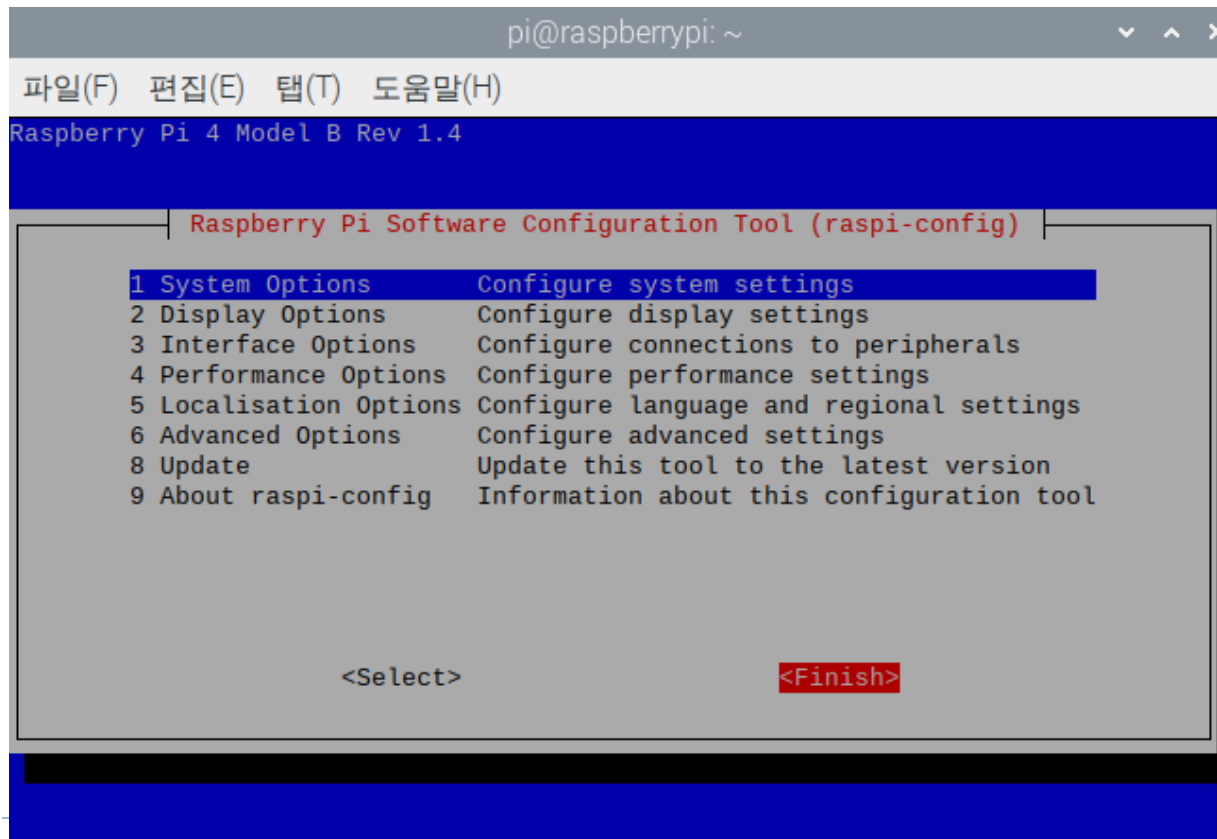 pi@raspberrypi: ~
파일(F) 편집(E) 탭(T) 도움말(H)
Raspberry Pi 4 Model B Rev 1.4
Raspberry Pi Software Configuration Tool (raspi-config)
1 System Options Configure system settings
2 Display Options Configure display settings
3 Interface Options Configure connections to peripherals
4 Performance Options Configure performance settings
5 Localisation Options Configure language and regional settings
6 Advanced Options Configure advanced settings
8 Update Update this tool to the latest version
9 About raspi-config Information about this configuration tool
<Select> <Finish>